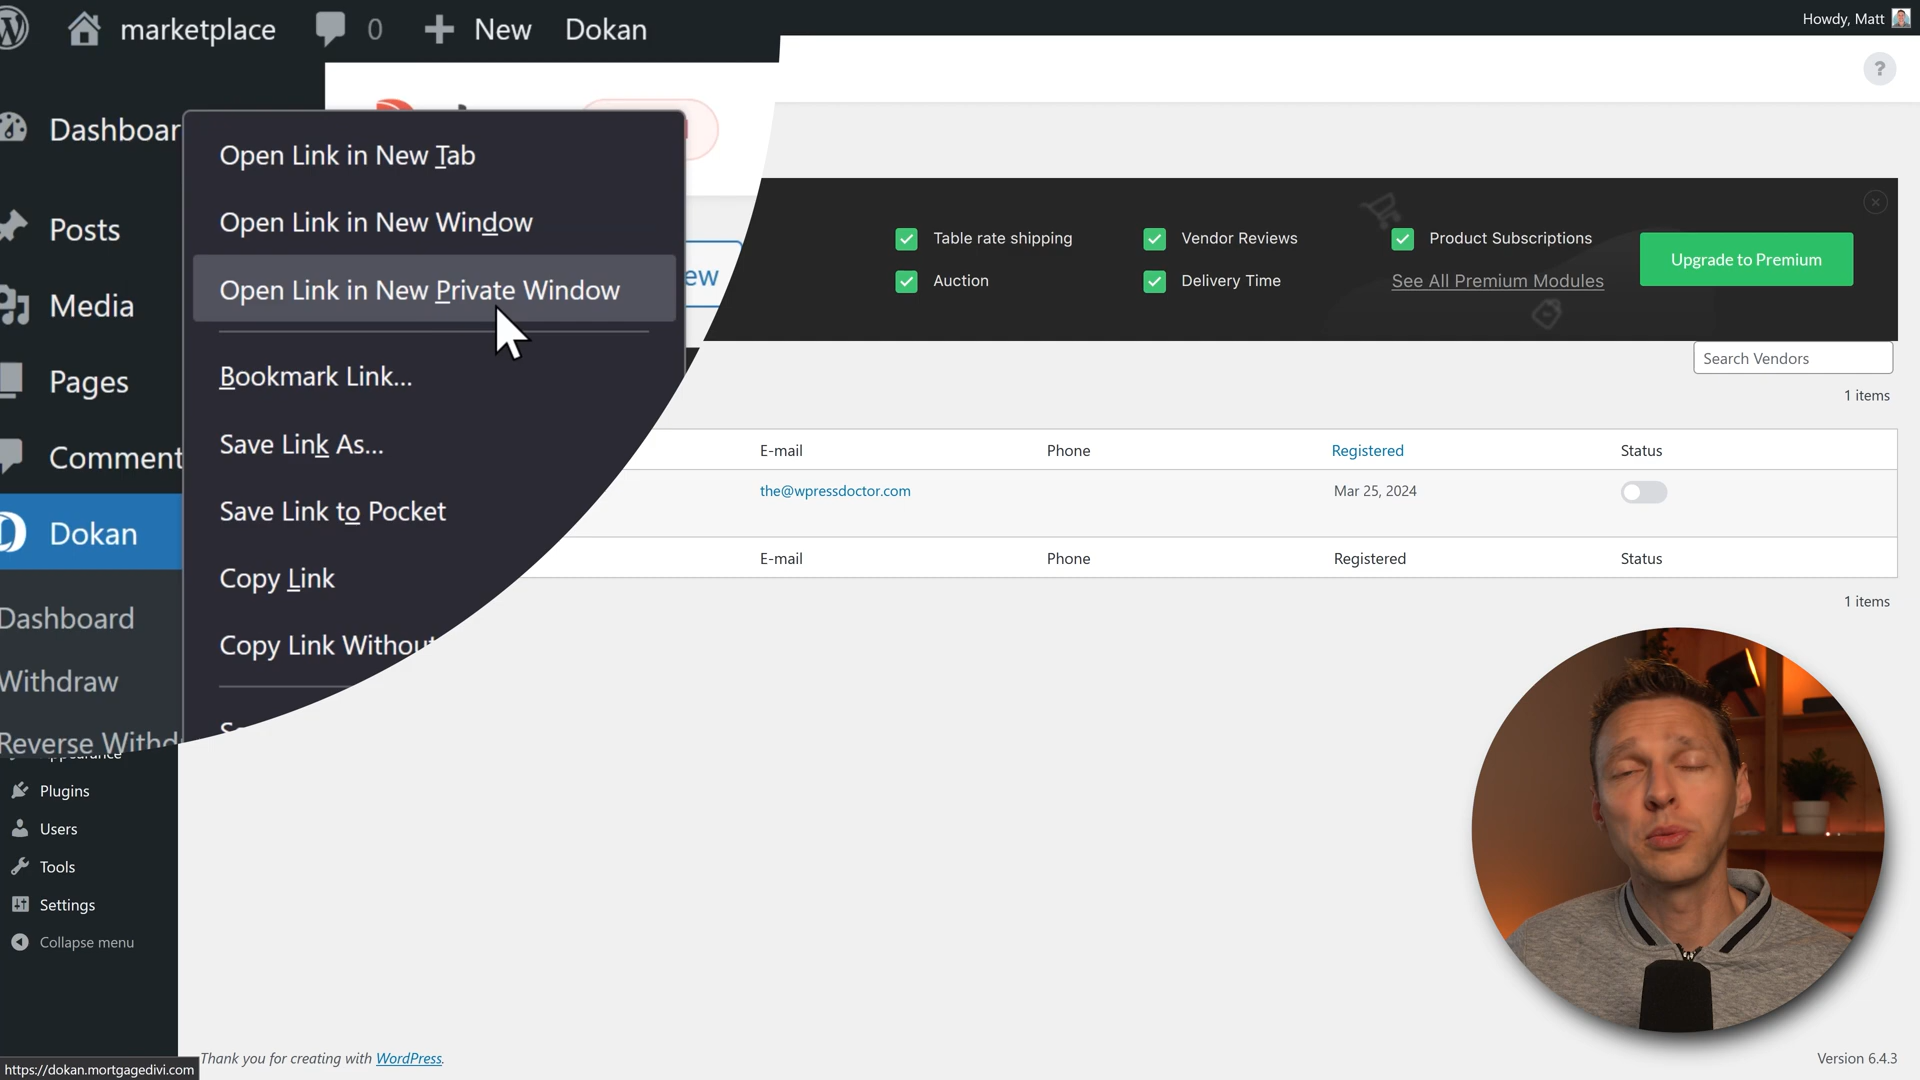 marketplace
0
New
Dokan
Howdy, Matt
?
Dashboar
Posts
Media
Pages
Comment
Dokan
Dashboard
Withdraw
Reverse Withd
Plugins
Users
Tools
Settings
Collapse menu
Open Link in New Tab
Open Link in New Window
Open Link in New Private Window
Bookmark Link...
Save Link As...
Save Link to Pocket
Copy Link
Copy Link Without
ew
Table rate shipping
Vendor Reviews
Product Subscriptions
Auction
Delivery Time
See All Premium Modules
Upgrade to Premium
Search Vendors
1 items
E-mail
Phone
Registered
Status
the@wpressdoctor.com
Mar 25, 2024
E-mail
Phone
Registered
Status
1 items
Thank you for creating with WordPress.
Version 6.4.3
https://dokan.mortgagedivi.com